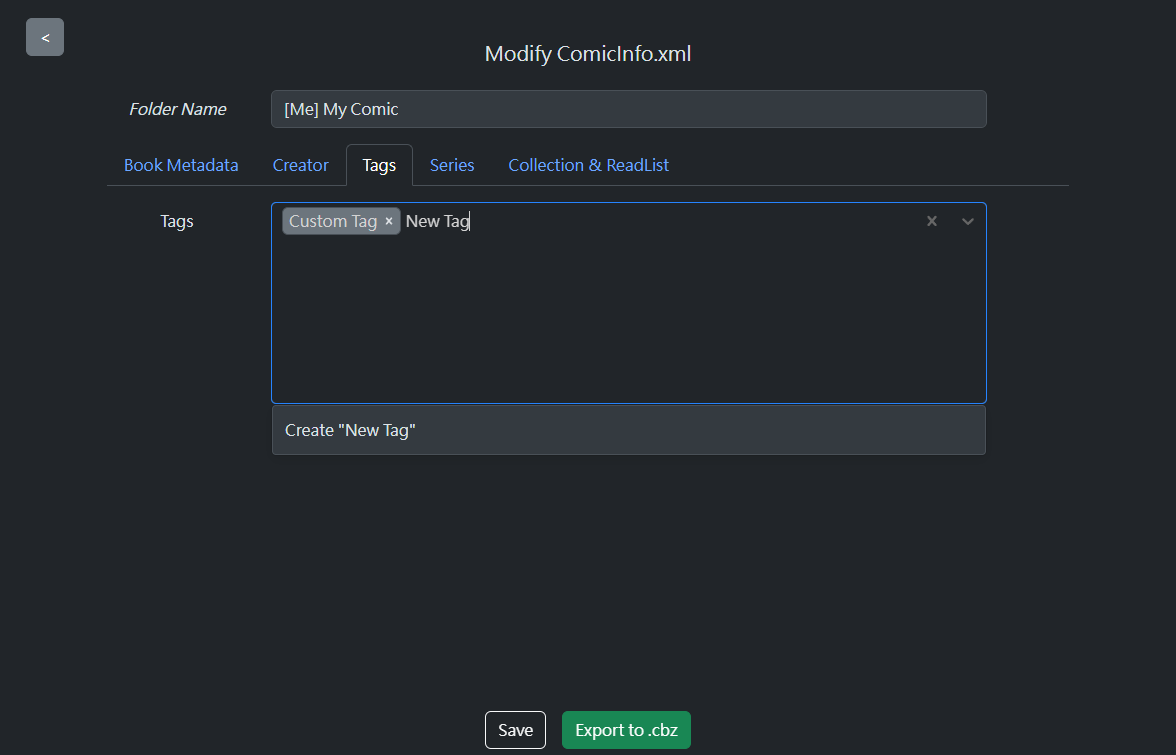 <
Modify ComicInfo.xml
Folder Name [Me] My Comic
Book Metadata Creator Tags Series Collection & ReadList
Tags Custom Tag × New Tag
Create "New Tag"
Save Export to .cbz